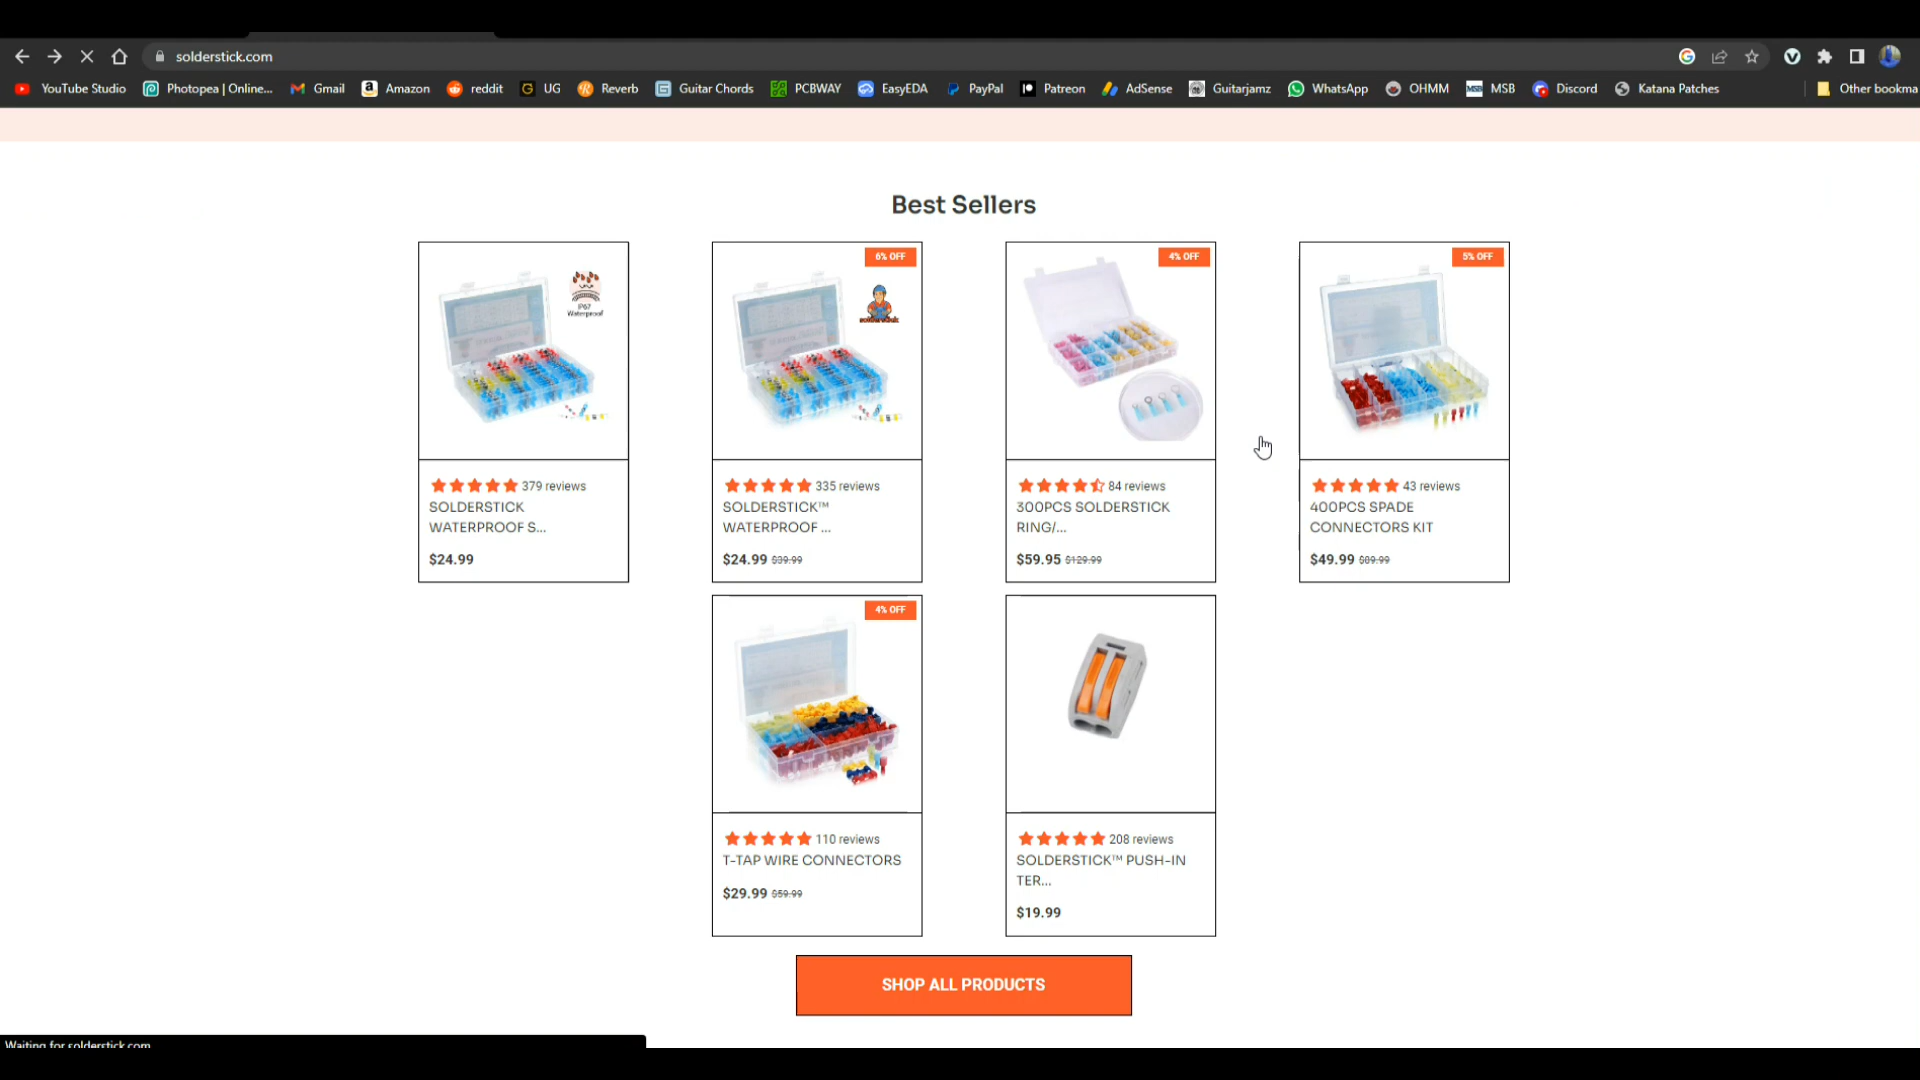 solderstick.com
YouTube Studio Photopea | Online... Gmail Amazon reddit UG Reverb Guitar Chords PCBWAY EasyEDA PayPal Patreon AdSense Guitarjamz WhatsApp OHMM MSB Discord Katana Patches Other bookma
Best Sellers
IP67
Waterproof
6% OFF
4% OFF
5% OFF
379 reviews
SOLDERSTICK
WATERPROOF S...
$24.99
335 reviews
SOLDERSTICK™
WATERPROOF ...
$24.99 $39.99
84 reviews
300PCS SOLDERSTICK
RING/...
$59.95 $129.99
43 reviews
400PCS SPADE
CONNECTORS KIT
$49.99 $89.99
4% OFF
110 reviews
T-TAP WIRE CONNECTORS
$29.99 $59.99
208 reviews
SOLDERSTICK™ PUSH-IN
TER...
$19.99
SHOP ALL PRODUCTS
Waiting for solderstick.com